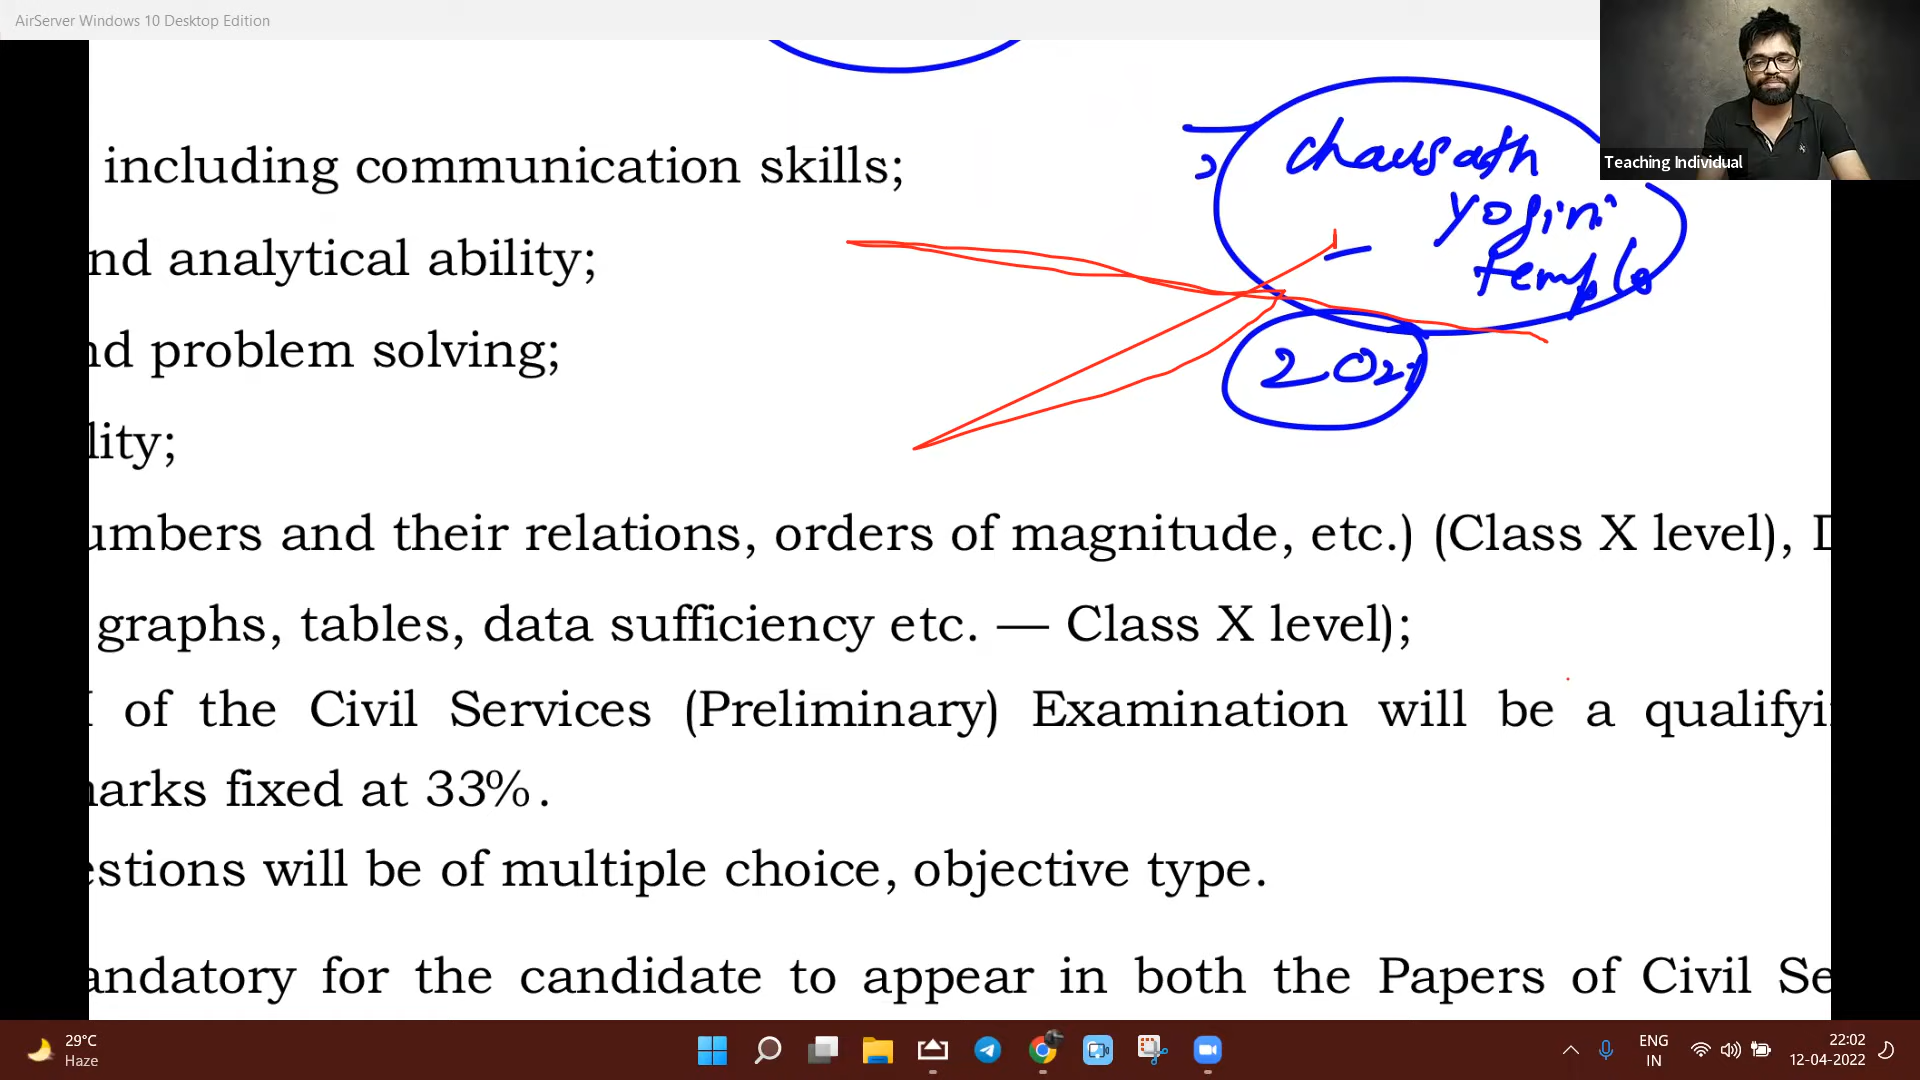 AirServer Windows 10 Desktop Edition
including communication skills;
nd analytical ability;
nd problem solving;
lity;
umbers and their relations, orders of magnitude, etc.) (Class X level), D
graphs, tables, data sufficiency etc. — Class X level);
I of the Civil Services (Preliminary) Examination will be a qualifyi
narks fixed at 33%.
estions will be of multiple choice, objective type.
andatory for the candidate to appear in both the Papers of Civil Se
chausath
yogini
temple
2021
Teaching Individual
29°C
Haze
ENG
IN
22:02
12-04-2022